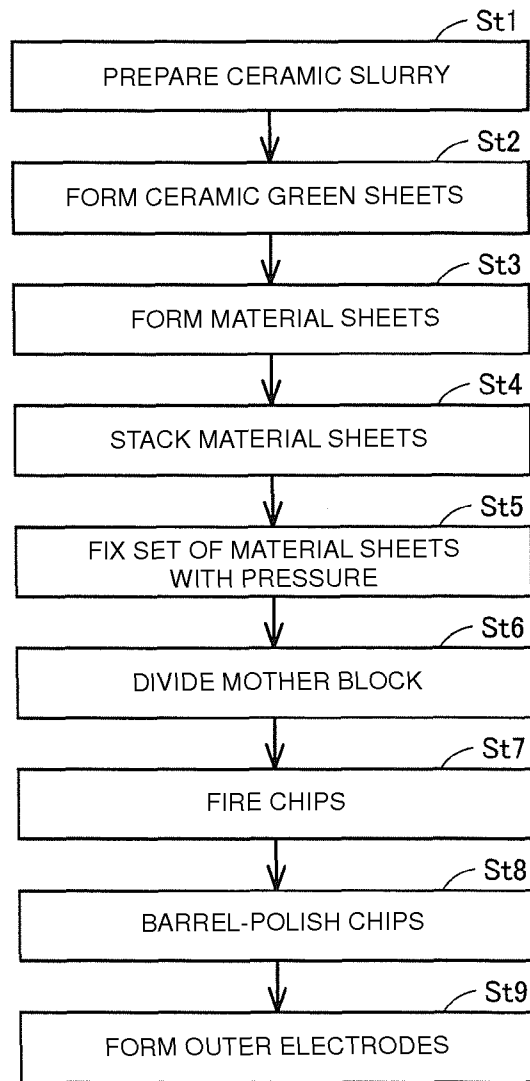 St1
PREPARE CERAMIC SLURRY
St2
FORM CERAMIC GREEN SHEETS
St3
FORM MATERIAL SHEETS
St4
STACK MATERIAL SHEETS
St5
FIX SET OF MATERIAL SHEETS
WITH PRESSURE
St6
DIVIDE MOTHER BLOCK
St7
FIRE CHIPS
St8
BARREL-POLISH CHIPS
St9
FORM OUTER ELECTRODES